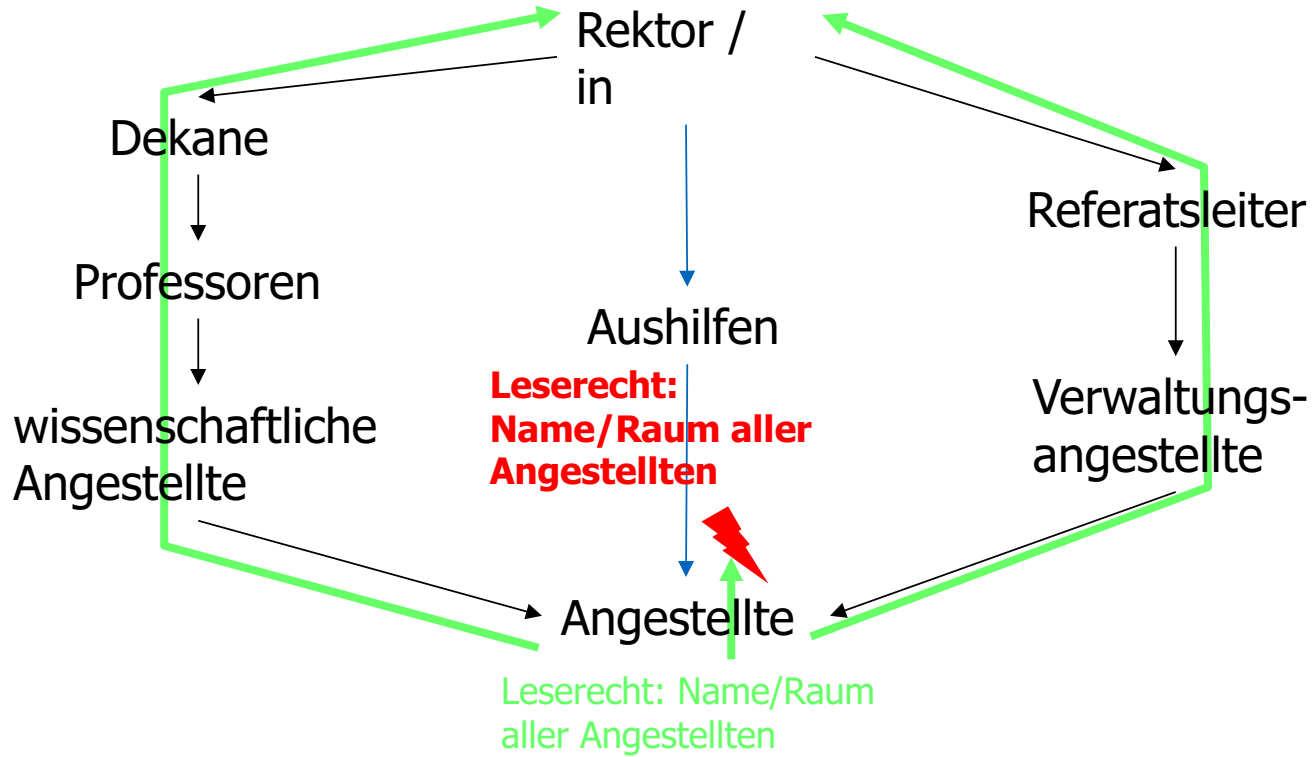 Rektor /
in
Dekane
Referatsleiter
Professoren
Aushilfen
Leserecht:
Name/Raum aller
Angestellten
wissenschaftliche
Angestellte
Verwaltungs-
angestellte
Angestellte
Leserecht: Name/Raum
aller Angestellten